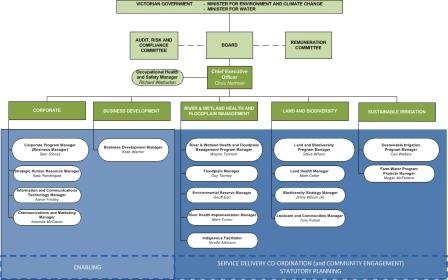 VICTORIAN GOVERNMENT - MINISTER FOR ENVIRONMENT AND CLIMATE CHANGE
- MINISTER FOR WATER
AUDIT, RISK AND
COMPLIANCE COMMITTEE
BOARD
REMUNERATION
COMMITTEE
Occupational Health
and Safety Manager
Richard Warburton
Chief Executive
Officer
Chris Norman
CORPORATE
BUSINESS DEVELOPMENT
RIVER & WETLAND HEALTH AND
FLOODPLAIN MANAGEMENT
LAND AND BIODIVERSITY
SUSTAINABLE IRRIGATION
Corporate Program Manager
(Business Manager)
Stan Gibney
Strategic Human Resource Manager
Kate Pendergast
Information and Communications
Technology Manager
Aaron Findlay
Communications and Marketing
Manager
Amanda McClaren
Business Development Manager
Katie Warner
River & Wetland Health and Floodplain
Management Program Manager
Wayne Tennant
Floodplain Manager
Guy Tierney
Environmental Reserve Manager
Geoff Earl
River Health Implementation Manager
Mark Turner
Indigenous Facilitator
Neville Atkinson
Land and Biodiversity
Program Manager
Steve Wilson
Land Health Manager
Mark Cotter
Biodiversity Strategy Manager
Jenny Wilson (A)
Landcare and Committees Manager
Tony Kubeil
Sustainable Irrigation
Program Manager
Carl Walters
Farm Water Program
Projects Manager
Megan McFarlane
ENABLING
SERVICE DELIVERY CO-ORDINATION (and COMMUNITY ENGAGEMENT)
STATUTORY PLANNING